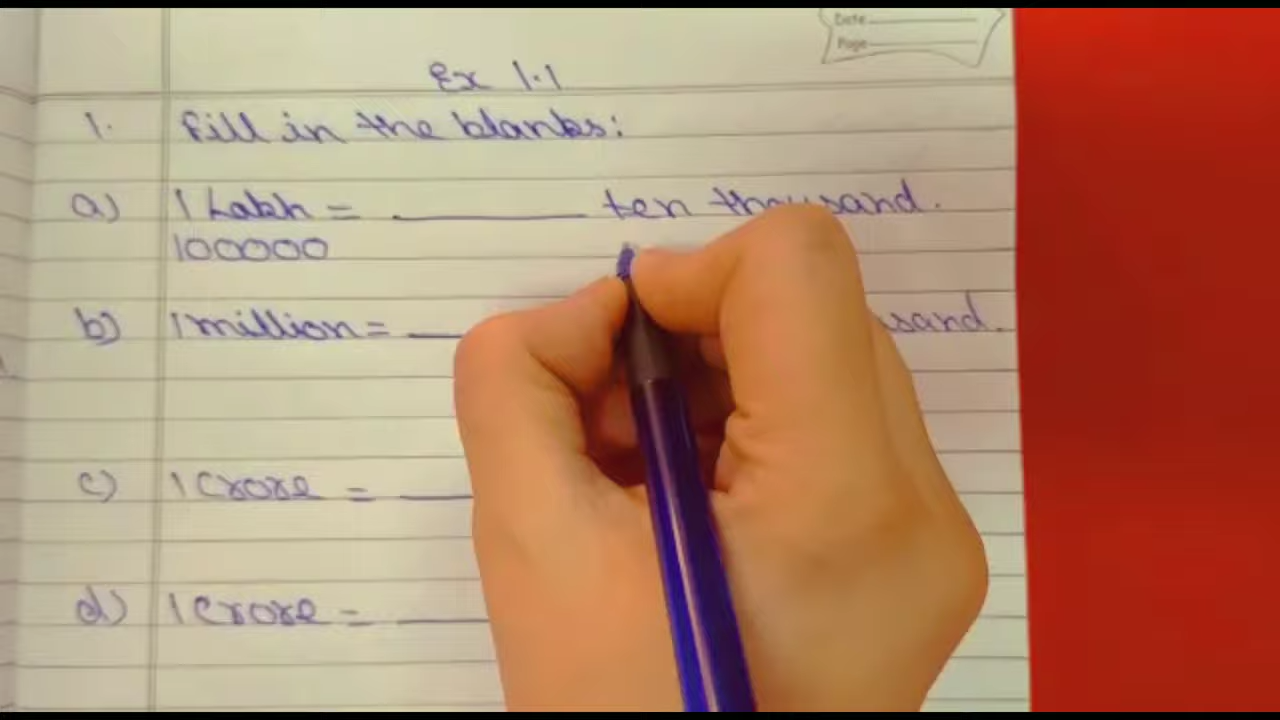 Date
Page
Ex 1.1
1. Fill in the blanks:
a) 1 Lakh = ________ ten thousand.
100000
b) 1 million = ____ sand.
c) 1 Crore = ____
d) 1 Crore = ____